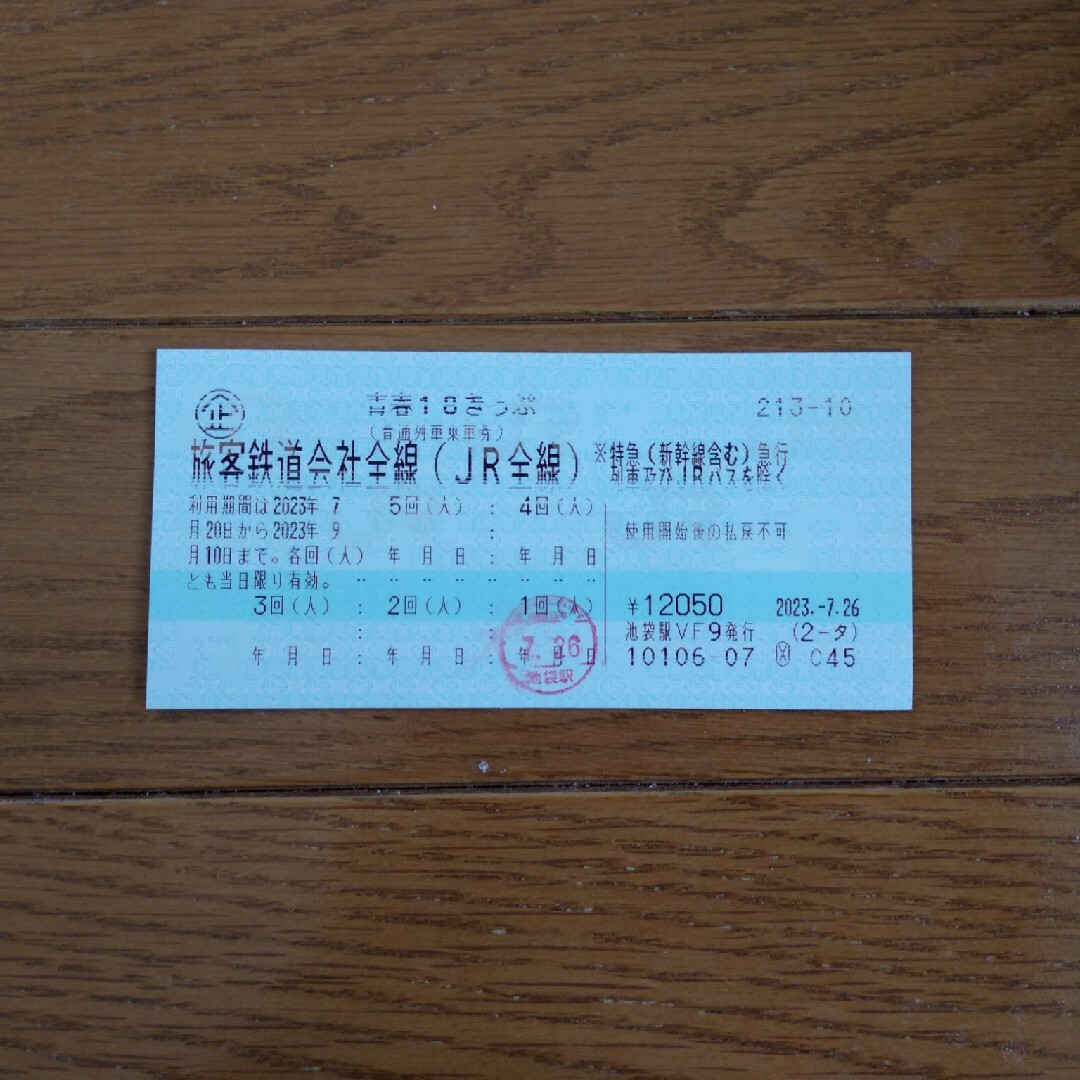 企 青春18きっぷ 213-10
(普通列車乗車券)
旅客鉄道会社全線(JR全線) ※特急(新幹線含む)急行
列車及びJRバスを除く
利用期間は2023年 7 5回(人) : 4回(人)
月20日から2023年 9 : 使用開始後の払戻不可
月10日まで。各回(人) 年 月 日 : 年 月 日
とも当日限り有効。
3回(人) : 2回(人) : 1回(人) ¥12050 2023.-7.26
: : 池袋駅VF9発行 (2-タ)
年 月 日 : 年 月 日 : 年 月 日 10106-07 C45
7. 26
池袋駅